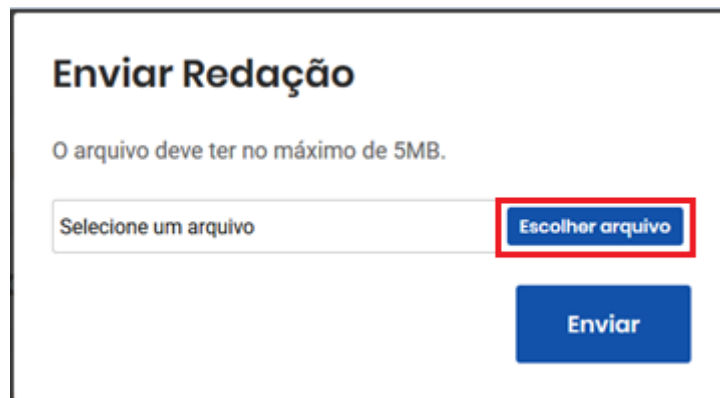 Enviar Redação
O arquivo deve ter no máximo de 5MB.
Selecione um arquivo Escolher arquivo
Enviar